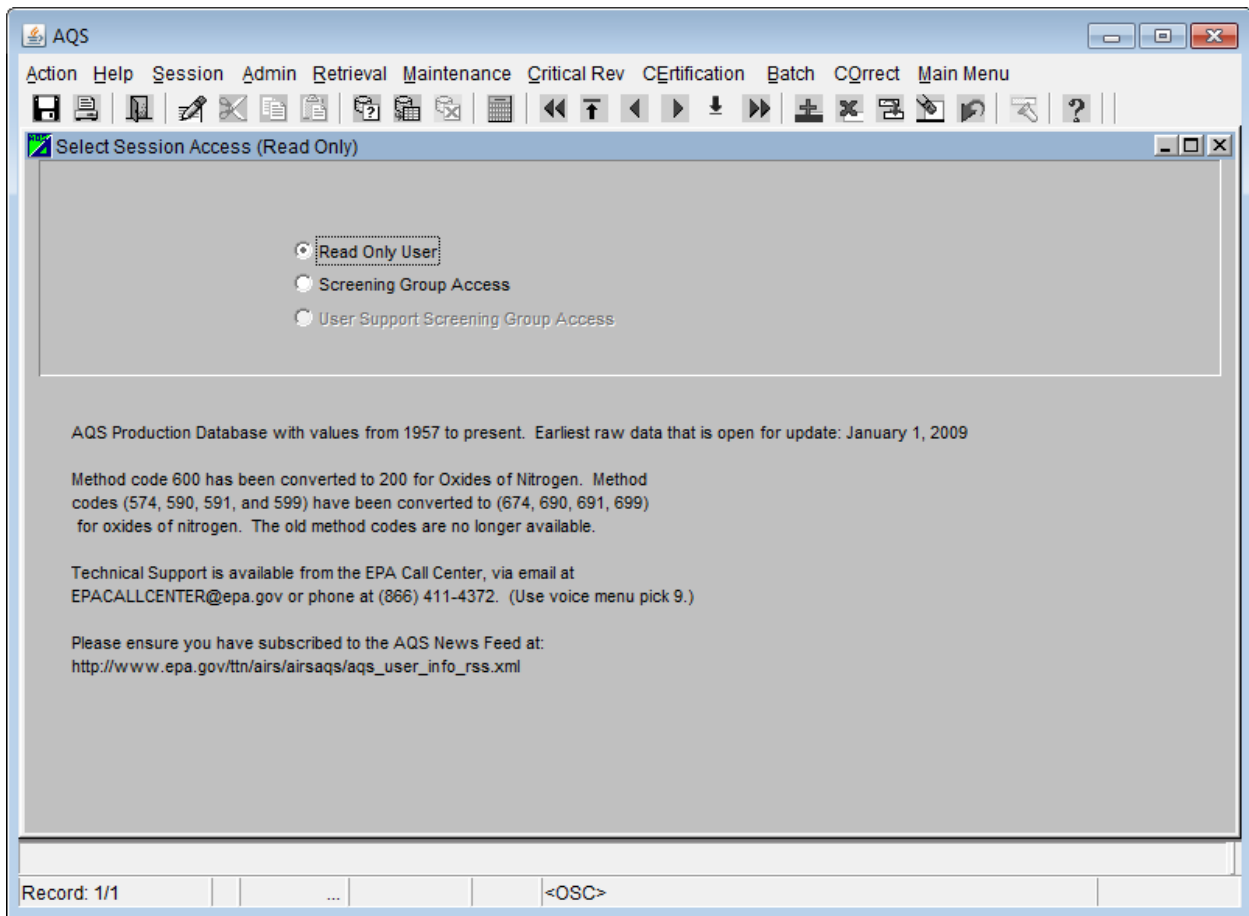 AQS
Action Help Session Admin Retrieval Maintenance Critical Rev CErtification Batch COrrect Main Menu
Select Session Access (Read Only)
Read Only User
Screening Group Access
User Support Screening Group Access
AQS Production Database with values from 1957 to present. Earliest raw data that is open for update: January 1, 2009
Method code 600 has been converted to 200 for Oxides of Nitrogen. Method
codes (574, 590, 591, and 599) have been converted to (674, 690, 691, 699)
for oxides of nitrogen. The old method codes are no longer available.
Technical Support is available from the EPA Call Center, via email at
EPACALLCENTER@epa.gov or phone at (866) 411-4372. (Use voice menu pick 9.)
Please ensure you have subscribed to the AQS News Feed at:
http://www.epa.gov/ttn/airs/airsaqs/aqs_user_info_rss.xml
Record: 1/1 ... <OSC>